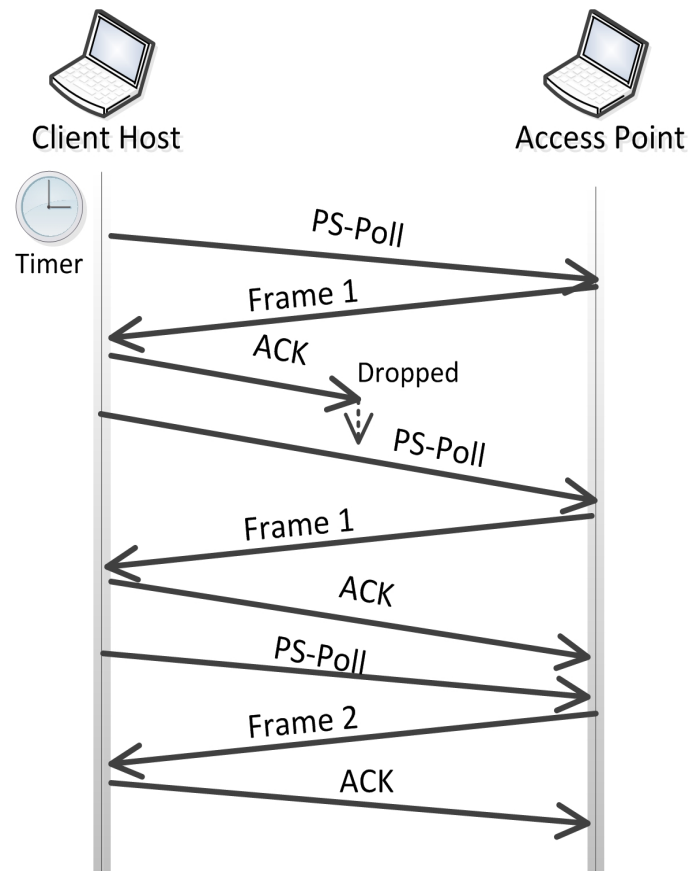 Client Host
Access Point
Timer
PS-Poll
Frame 1
ACK
Dropped
PS-Poll
Frame 1
ACK
PS-Poll
Frame 2
ACK